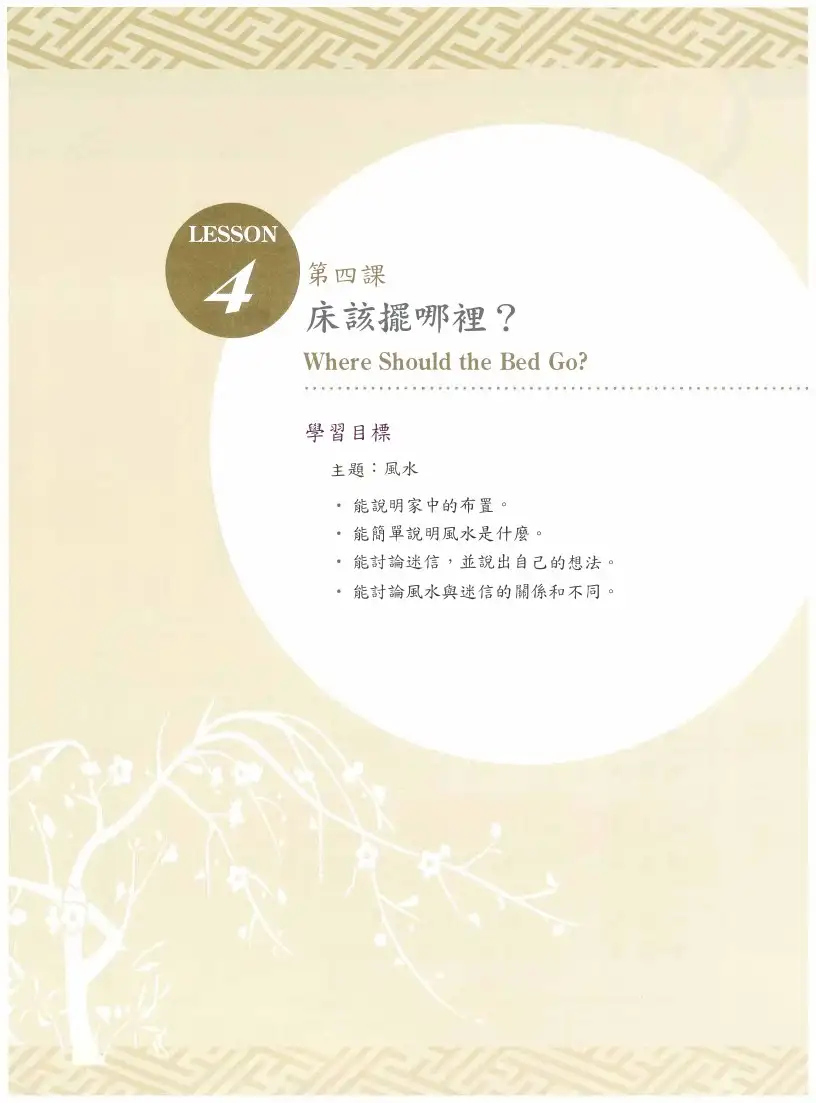 LESSON
4
第四課
床該擺哪裡？
Where Should the Bed Go?
學習目標
主題：風水
・能說明家中的布置。
・能簡單說明風水是什麼。
・能討論迷信，並說出自己的想法。
・能討論風水與迷信的關係和不同。